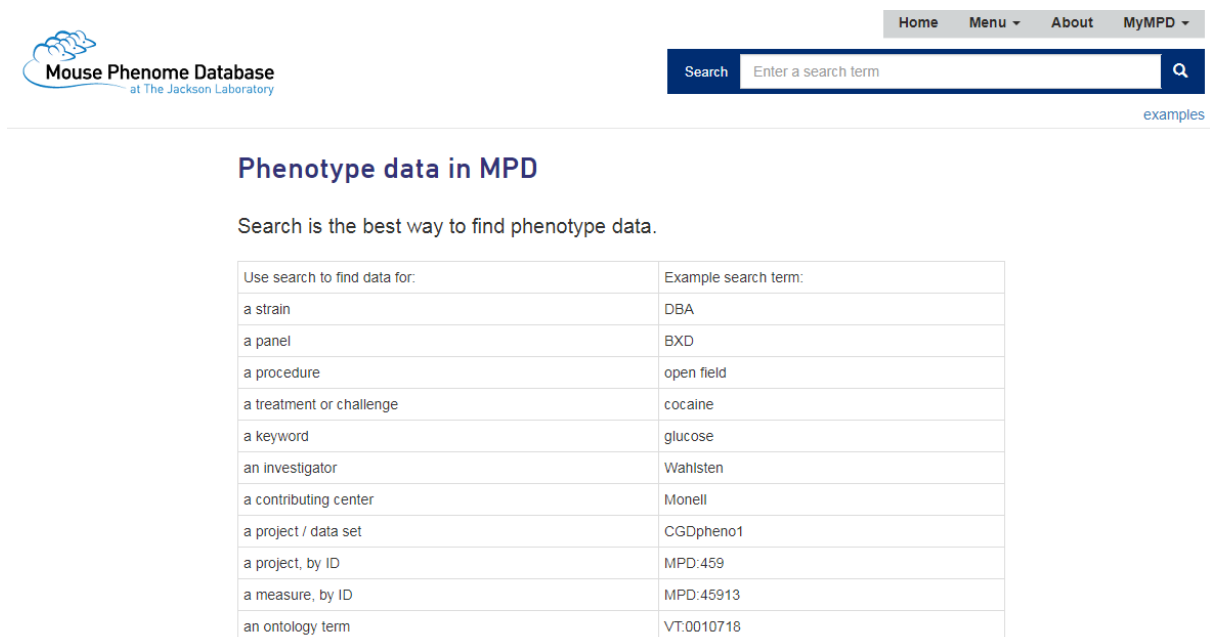 Home Menu About MyMPD
Mouse Phenome Database
at The Jackson Laboratory
Search Enter a search term
examples
Phenotype data in MPD
Search is the best way to find phenotype data.
Use search to find data for: Example search term:
a strain DBA
a panel BXD
a procedure open field
a treatment or challenge cocaine
a keyword glucose
an investigator Wahlsten
a contributing center Monell
a project / data set CGDpheno1
a project, by ID MPD:459
a measure, by ID MPD:45913
an ontology term VT:0010718